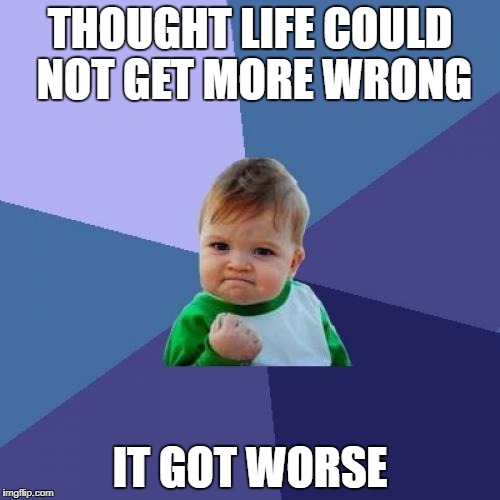 THOUGHT LIFE COULD
NOT GET MORE WRONG
IT GOT WORSE
imgflip.com